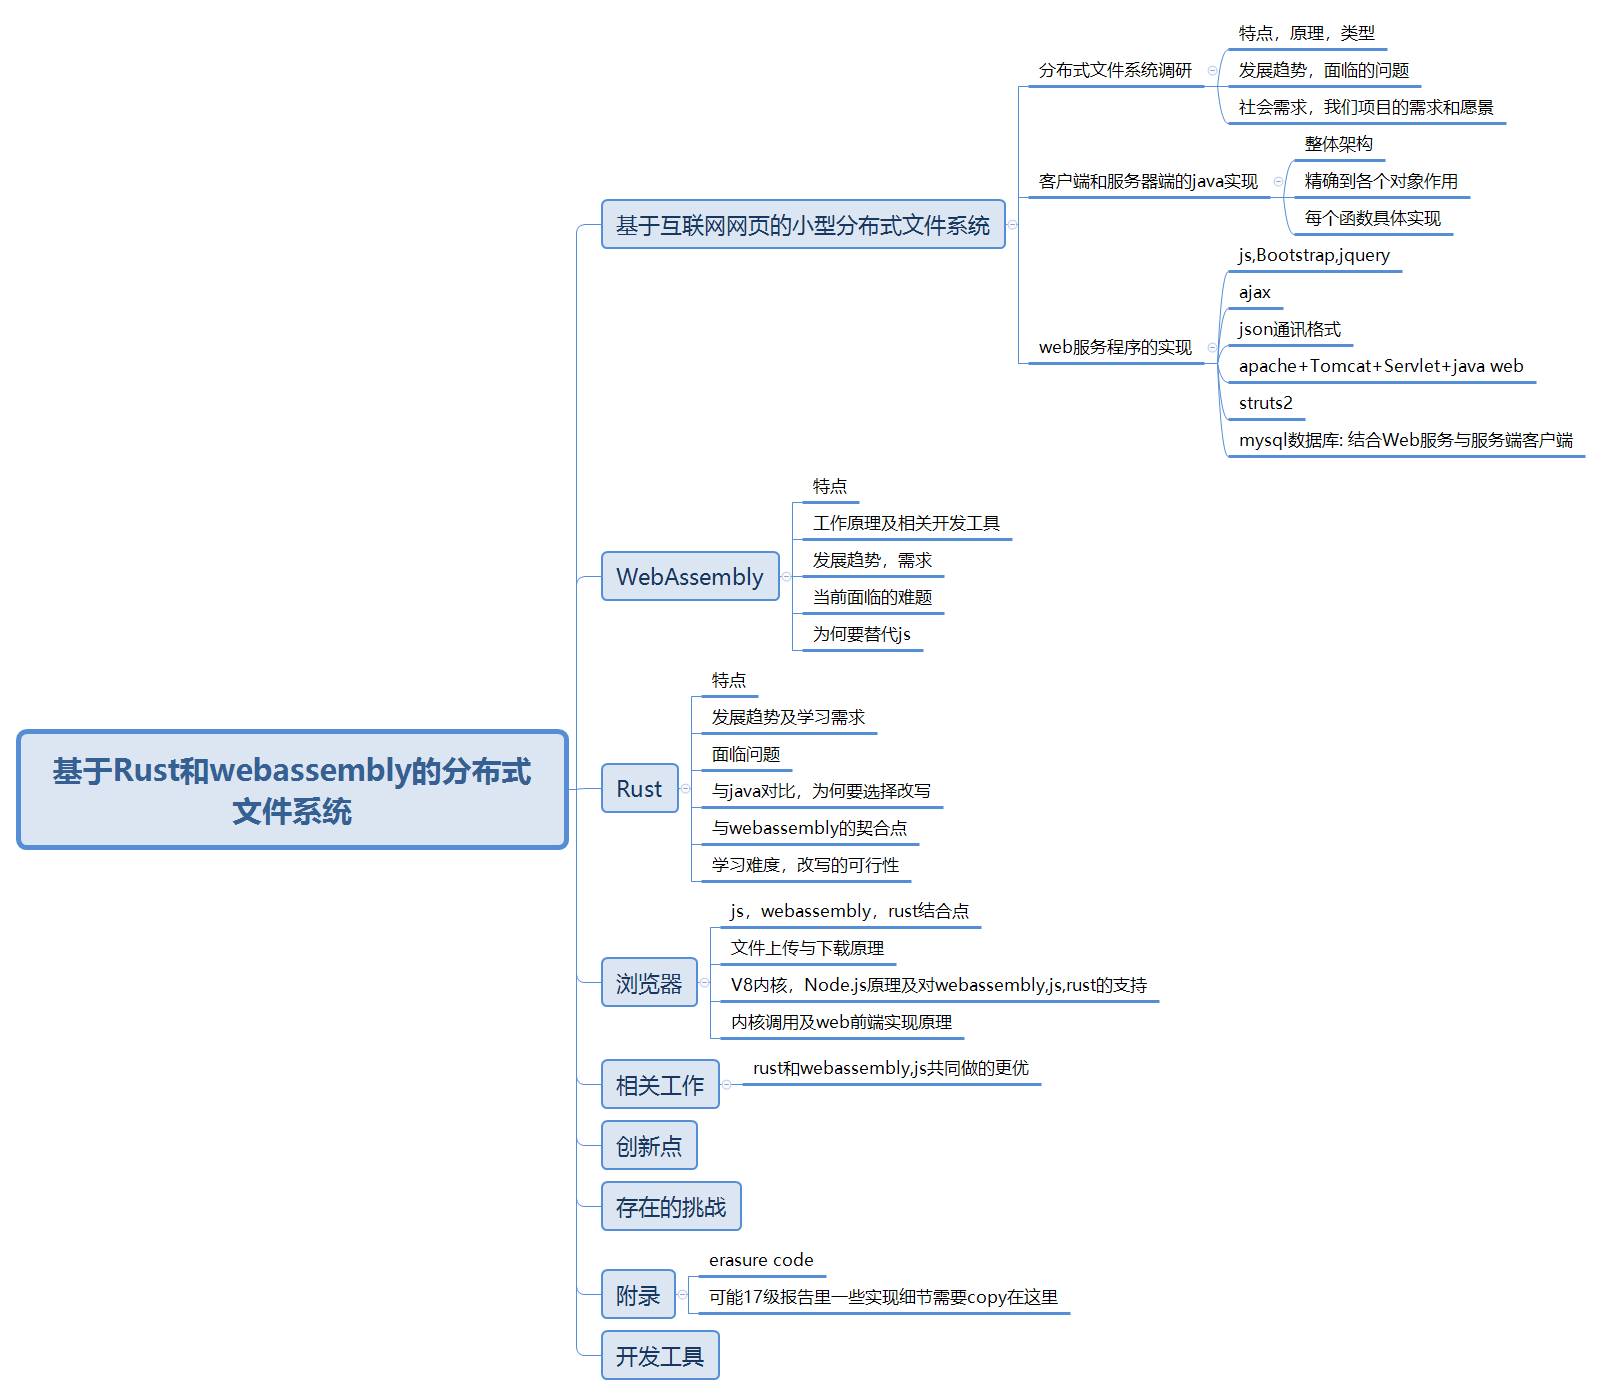 基于Rust和webassembly的分布式
文件系统
基于互联网网页的小型分布式文件系统
分布式文件系统调研
特点，原理，类型
发展趋势，面临的问题
社会需求，我们项目的需求和愿景
客户端和服务器端的java实现
整体架构
精确到各个对象作用
每个函数具体实现
web服务程序的实现
js,Bootstrap,jquery
ajax
json通讯格式
apache+Tomcat+Servlet+java web
struts2
mysql数据库: 结合Web服务与服务端客户端
WebAssembly
特点
工作原理及相关开发工具
发展趋势，需求
当前面临的难题
为何要替代js
Rust
特点
发展趋势及学习需求
面临问题
与java对比，为何要选择改写
与webassembly的契合点
学习难度，改写的可行性
浏览器
js，webassembly，rust结合点
文件上传与下载原理
V8内核，Node.js原理及对webassembly,js,rust的支持
内核调用及web前端实现原理
相关工作
rust和webassembly,js共同做的更优
创新点
存在的挑战
附录
erasure code
可能17级报告里一些实现细节需要copy在这里
开发工具